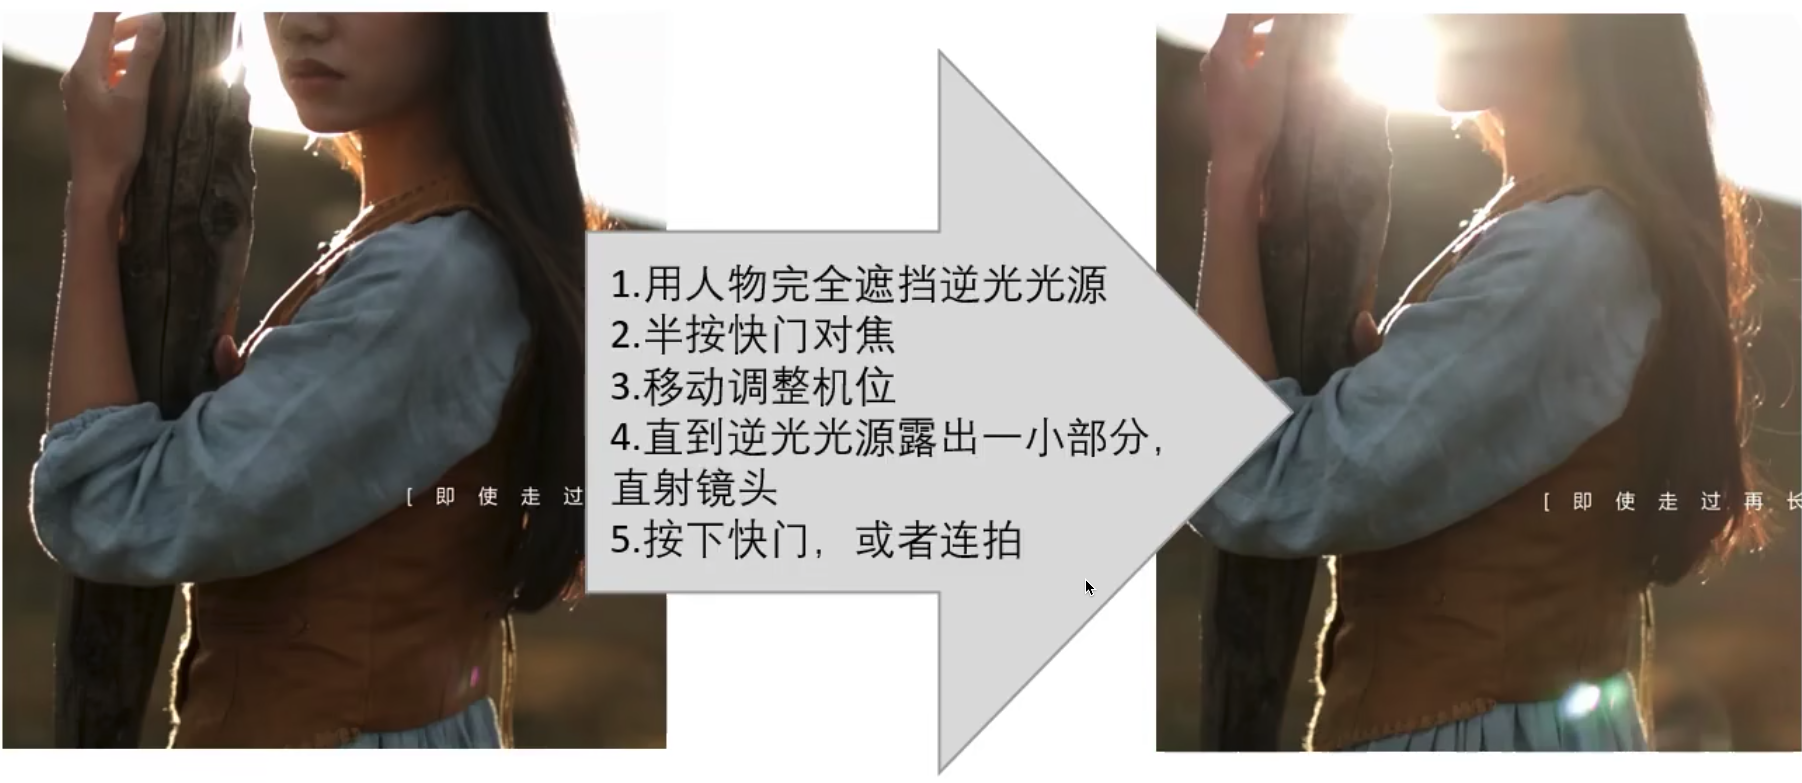 1.用人物完全遮挡逆光光源
2.半按快门对焦
3.移动调整机位
4.直到逆光光源露出一小部分，
直射镜头
5.按下快门，或者连拍
[ 即 使 走 过
[ 即 使 走 过 再 长